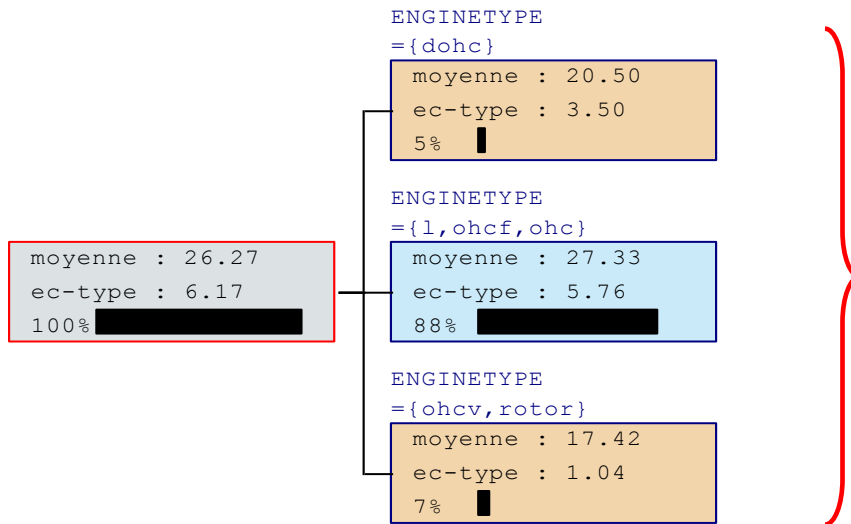 ENGINETYPE
={dohc}
moyenne : 20.50
ec-type : 3.50
5%
ENGINETYPE
={l,ohcf,ohc}
moyenne : 26.27
ec-type : 6.17
100%
moyenne : 27.33
ec-type : 5.76
88%
ENGINETYPE
={ohcv,rotor}
moyenne : 17.42
ec-type : 1.04
7%